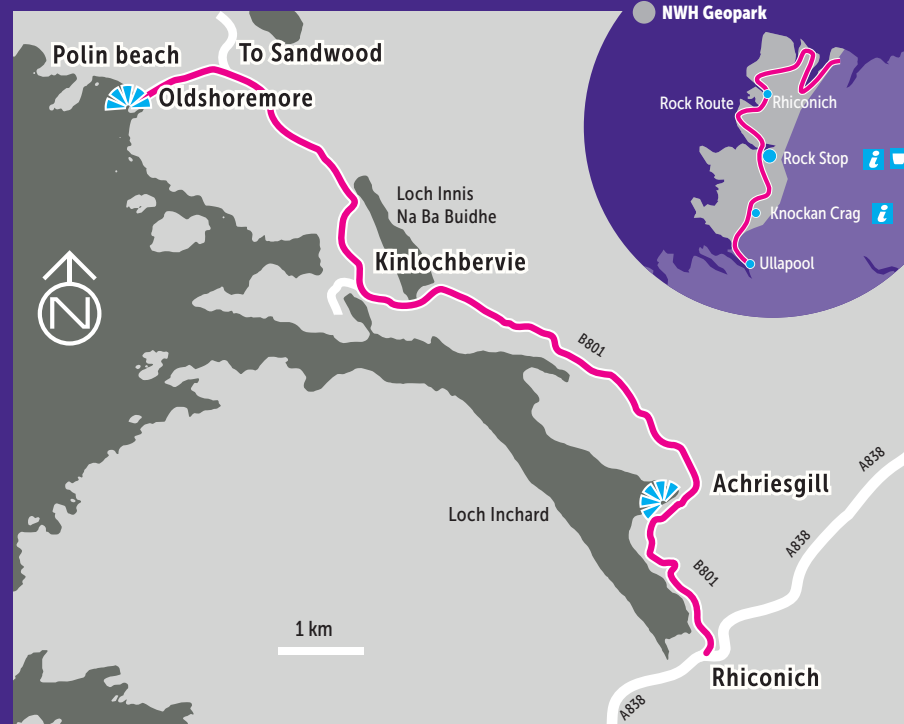 NWH Geopark
Polin beach
To Sandwood
Oldshoremore
Rock Route
Rhiconich
Rock Stop
i
Knockan Crag
i
Ullapool
Loch Innis
Na Ba Buidhe
Kinlochbervie
N
B801
A838
Achriesgill
Loch Inchard
A838
B801
1 km
Rhiconich
A838